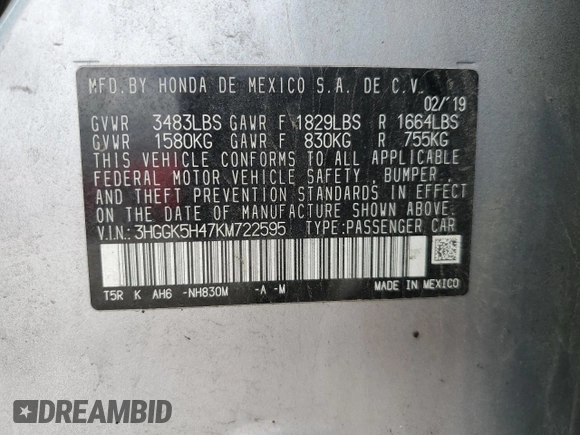 MFD. BY HONDA DE MEXICO S.A. DE C.V.
02/'19
GVWR 3483LBS GAWR F 1829LBS R 1664LBS
GVWR 1580KG GAWR F 830KG R 755KG
THIS VEHICLE CONFORMS TO ALL APPLICABLE
FEDERAL MOTOR VEHICLE SAFETY, BUMPER,
AND THEFT PREVENTION STANDARDS IN EFFECT
ON THE DATE OF MANUFACTURE SHOWN ABOVE.
V.I.N.: 3HGGK5H47KM722595 TYPE:PASSENGER CAR
T5R K AH6 -NH830M -A -M MADE IN MEXICO
DREAMBID